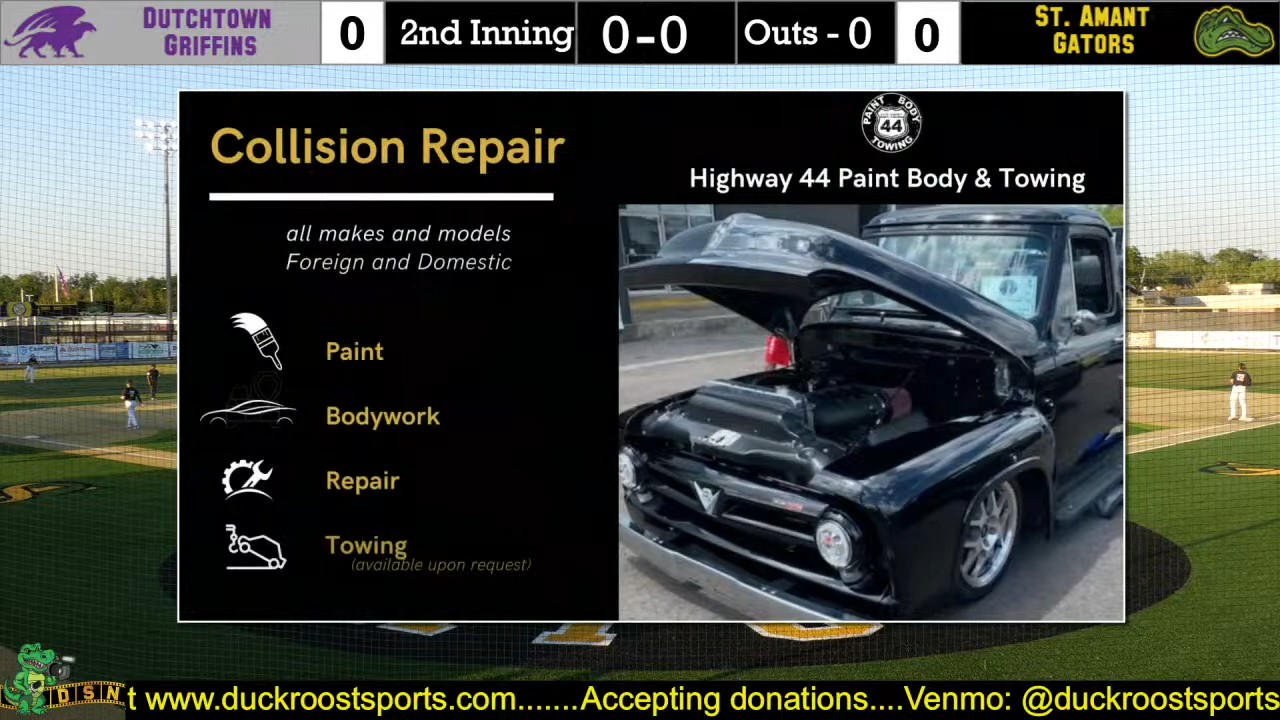 DUTCHTOWN
GRIFFINS
0
2nd Inning
0-0
Outs - 0
0
ST. AMANT
GATORS
Collision Repair
all makes and models
Foreign and Domestic
Paint
Bodywork
Repair
Towing
(available upon request)
PAINT BODY
44
TOWING
Highway 44 Paint Body & Towing
DSN
t www.duckroostsports.com.......Accepting donations....Venmo: @duckroostsports